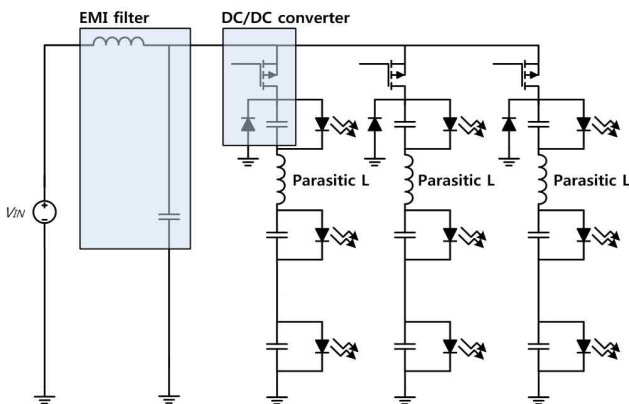 EMI filter
DC/DC converter
Parasitic L
Parasitic L
Parasitic L
VIN
+
-